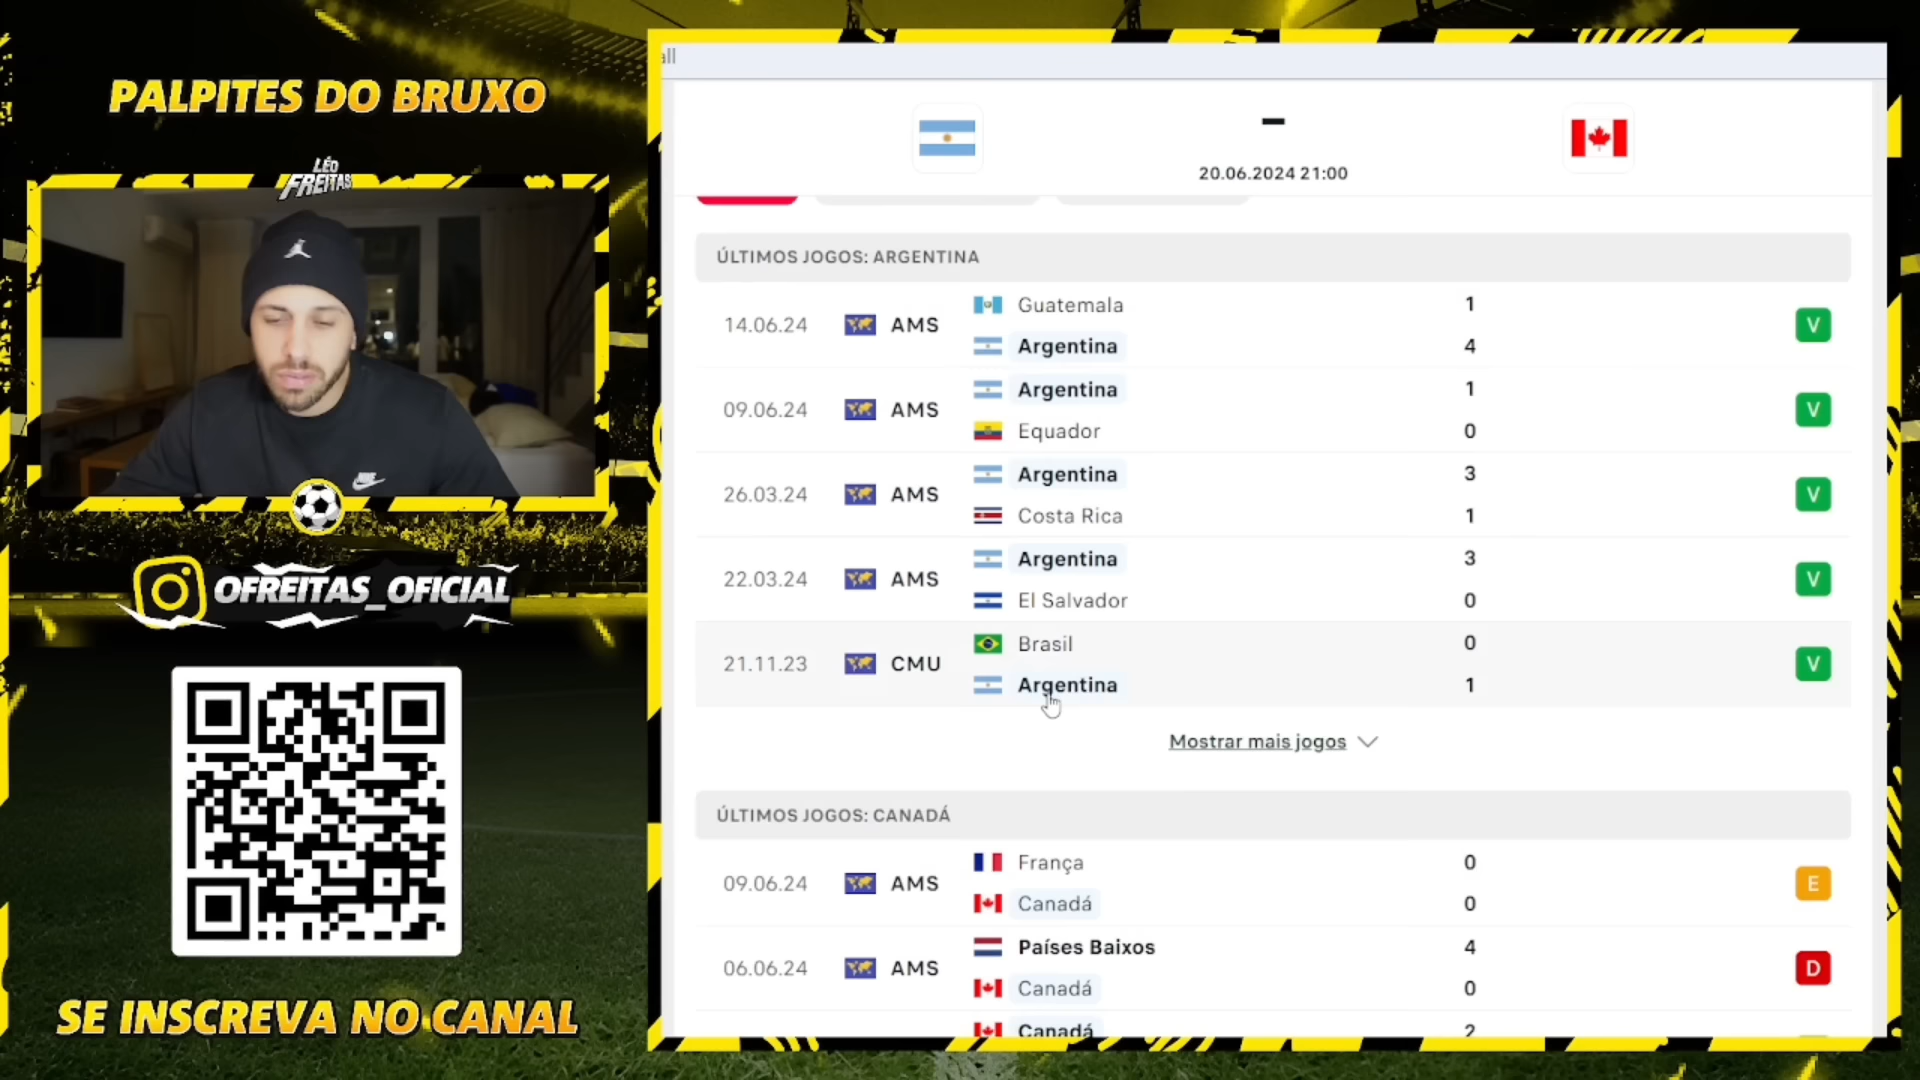 PALPITES DO BRUXO
LÉO
FREITAS
OFREITAS_OFICIAL
SE INSCREVA NO CANAL
all
-
20.06.2024 21:00
ÚLTIMOS JOGOS: ARGENTINA
14.06.24 AMS Guatemala 1
Argentina 4
V
09.06.24 AMS Argentina 1
Equador 0
V
26.03.24 AMS Argentina 3
Costa Rica 1
V
22.03.24 AMS Argentina 3
El Salvador 0
V
21.11.23 CMU Brasil 0
Argentina 1
V
Mostrar mais jogos
ÚLTIMOS JOGOS: CANADÁ
09.06.24 AMS França 0
Canadá 0
E
06.06.24 AMS Países Baixos 4
Canadá 0
D
Canadá 2